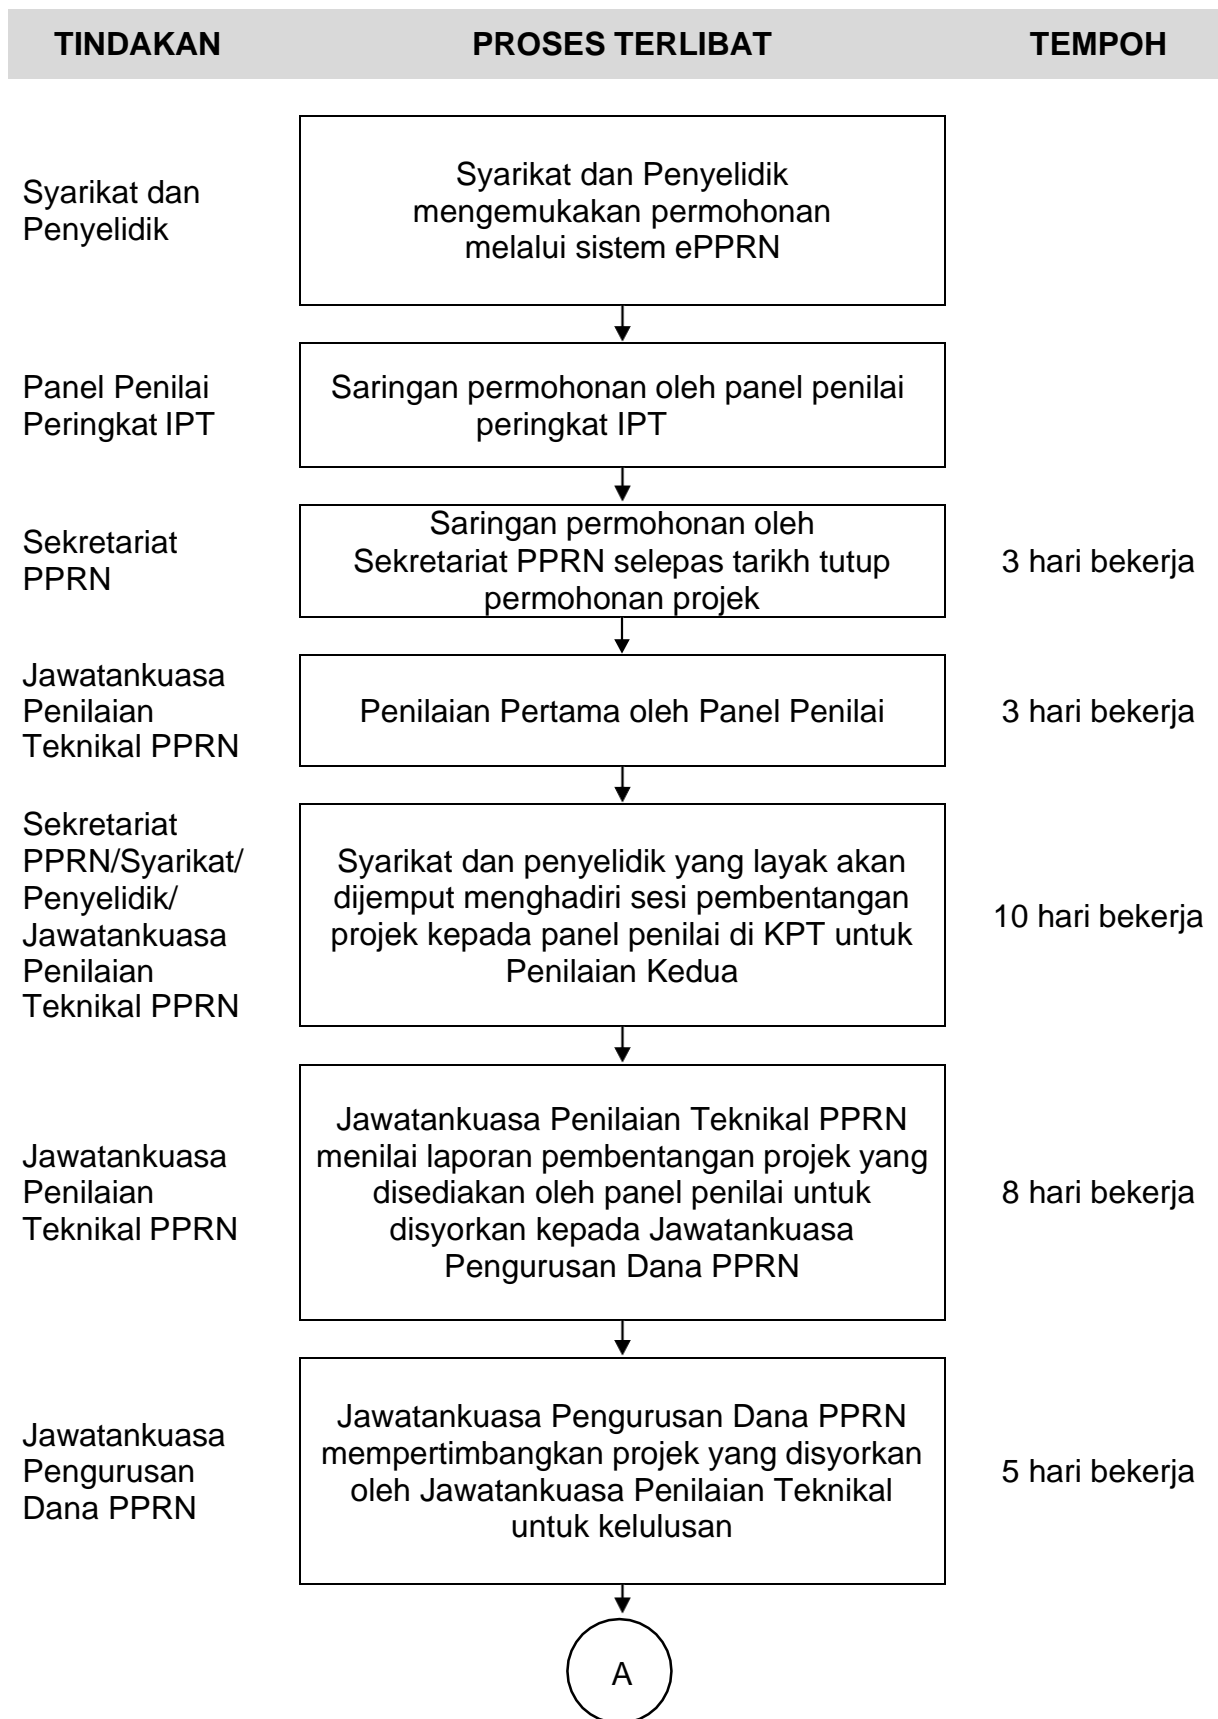 TINDAKAN PROSES TERLIBAT TEMPOH
Syarikat dan
Penyelidik
Syarikat dan Penyelidik
mengemukakan permohonan
melalui sistem ePPRN
Panel Penilai
Peringkat IPT
Saringan permohonan oleh panel penilai
peringkat IPT
Sekretariat
PPRN
Saringan permohonan oleh
Sekretariat PPRN selepas tarikh tutup
permohonan projek
3 hari bekerja
Jawatankuasa
Penilaian
Teknikal PPRN
Penilaian Pertama oleh Panel Penilai
3 hari bekerja
Sekretariat
PPRN/Syarikat/
Penyelidik/
Jawatankuasa
Penilaian
Teknikal PPRN
Syarikat dan penyelidik yang layak akan
dijemput menghadiri sesi pembentangan
projek kepada panel penilai di KPT untuk
Penilaian Kedua
10 hari bekerja
Jawatankuasa
Penilaian
Teknikal PPRN
Jawatankuasa Penilaian Teknikal PPRN
menilai laporan pembentangan projek yang
disediakan oleh panel penilai untuk
disyorkan kepada Jawatankuasa
Pengurusan Dana PPRN
8 hari bekerja
Jawatankuasa
Pengurusan
Dana PPRN
Jawatankuasa Pengurusan Dana PPRN
mempertimbangkan projek yang disyorkan
oleh Jawatankuasa Penilaian Teknikal
untuk kelulusan
5 hari bekerja
A